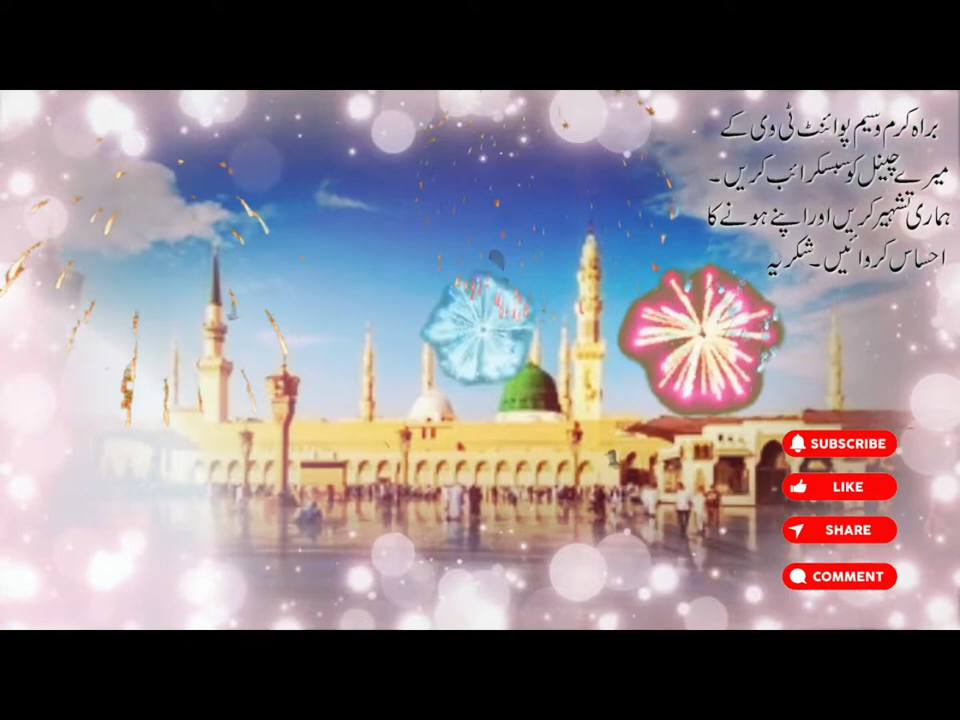 براہ کرم وسیم پوائنٹ ٹی وی کے
میرے چینل کو سبسکرائب کریں ۔
ہماری تشہیر کریں اور اپنے ہونے کا
احساس کروائیں ۔ شکریہ
SUBSCRIBE
LIKE
SHARE
COMMENT